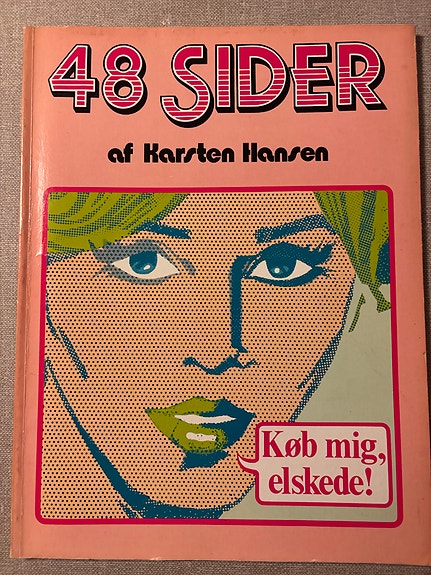 48 SIDER
af Karsten Hansen
Køb mig,
elskede!